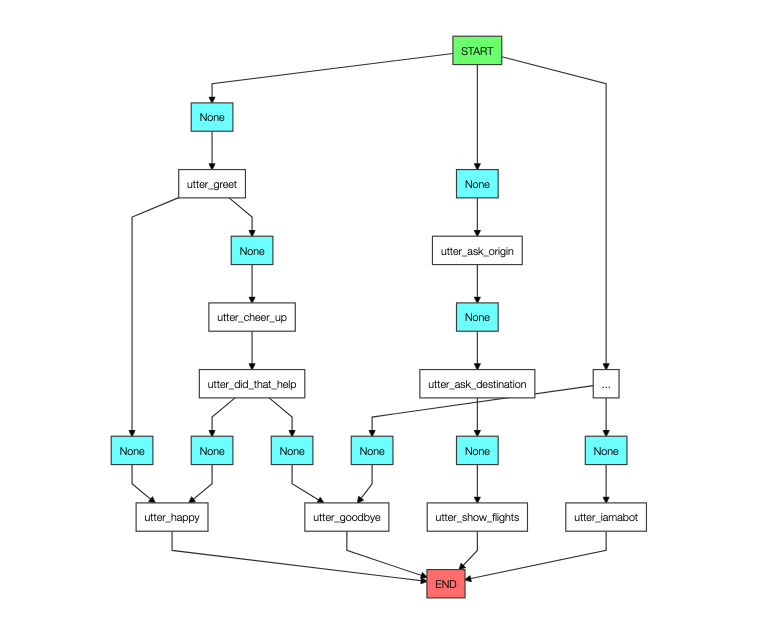 START
None
utter_greet
None
None
utter_ask_origin
utter_cheer_up
None
utter_did_that_help
utter_ask_destination
...
None
None
None
None
None
None
utter_happy
utter_goodbye
utter_show_flights
utter_iamabot
END